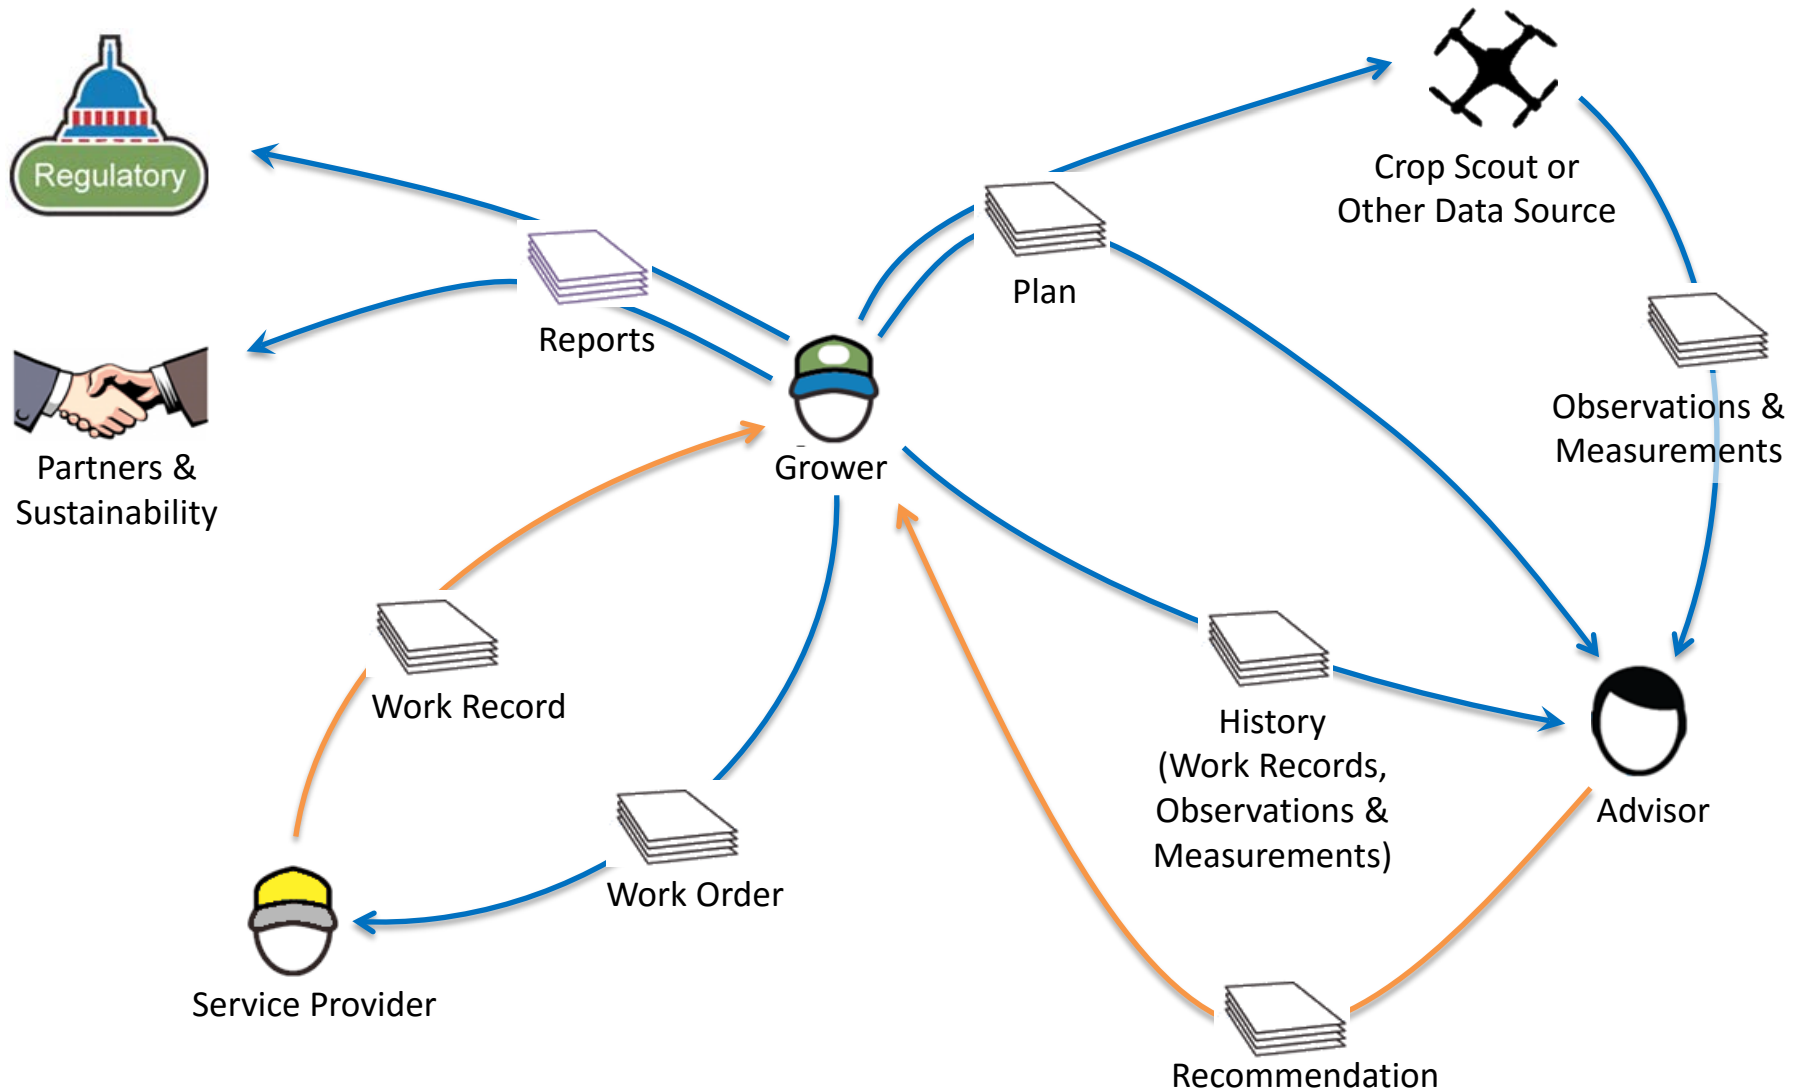 Regulatory
Crop Scout or
Other Data Source
Plan
Reports
Observations &
Measurements
Partners &
Sustainability
Grower
Work Record
History
(Work Records,
Observations &
Measurements)
Advisor
Work Order
Service Provider
Recommendation